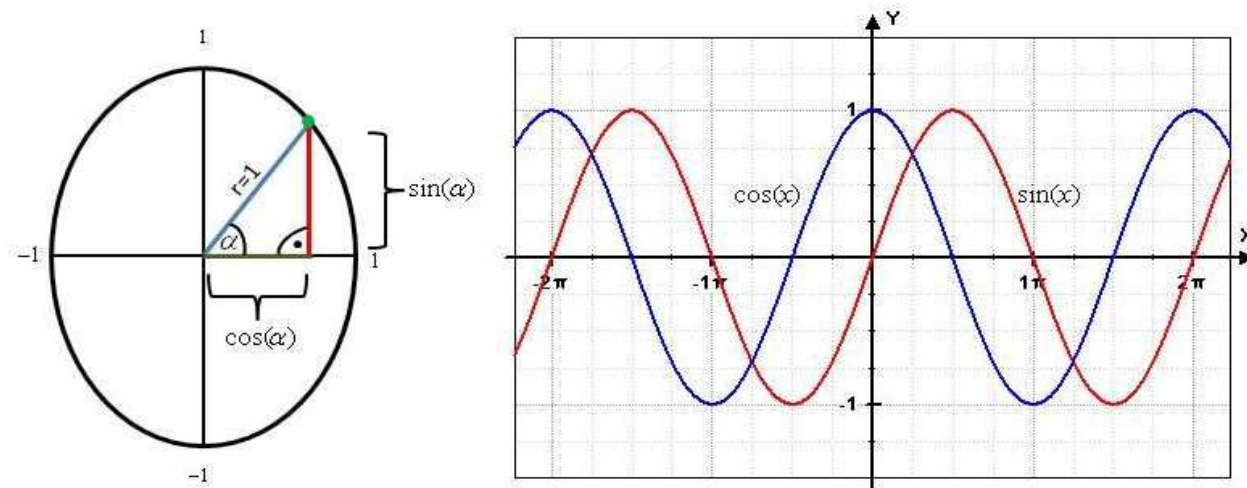 1
-1
1
-1
r=1
α
sin(α)
cos(α)
Y
X
1
-1
cos(x)
sin(x)
-2π
-1π
1π
2π